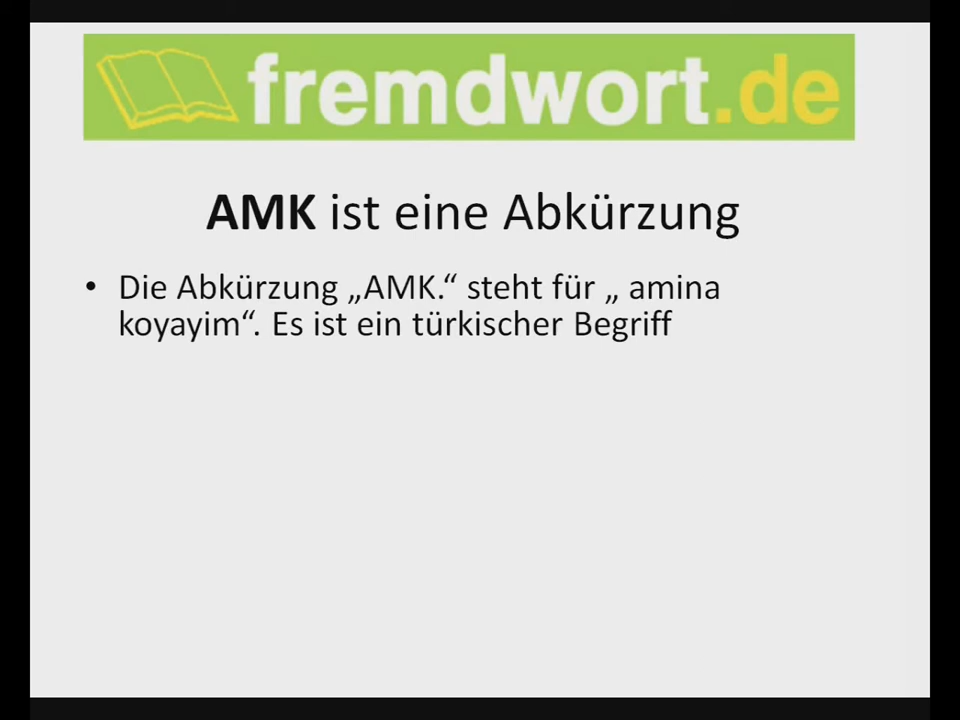 fremdwort.de
AMK ist eine Abkürzung
• Die Abkürzung „AMK.“ steht für „ amina
koyayim“. Es ist ein türkischer Begriff